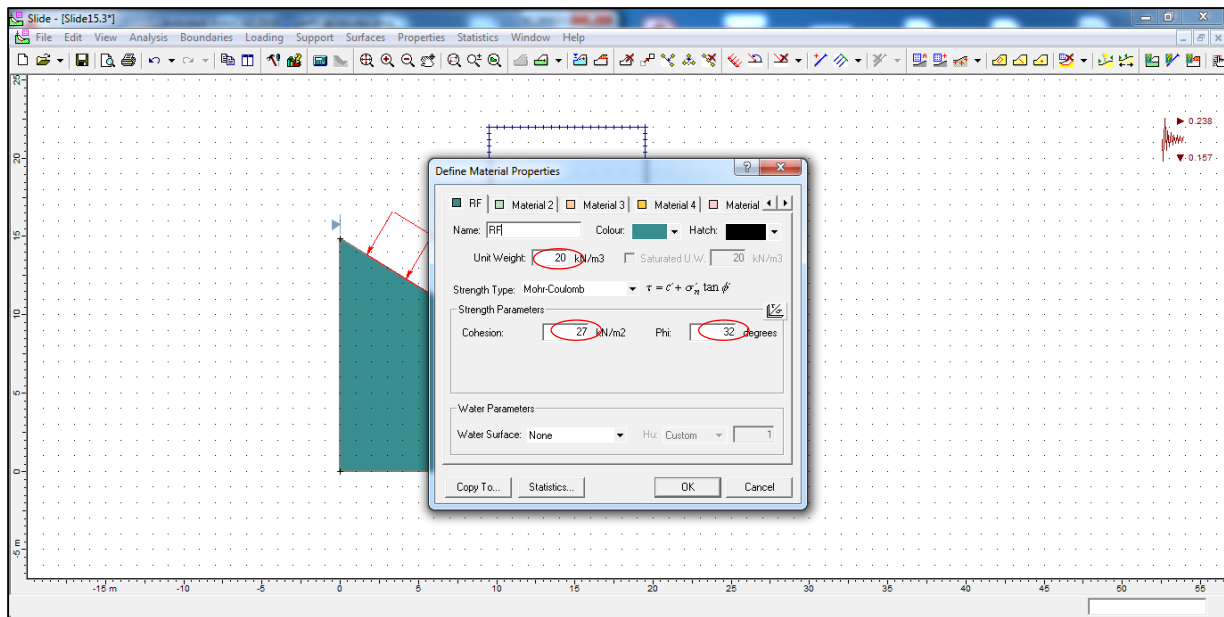 Slide - [Slide15.3*]
File Edit View Analysis Boundaries Loading Support Surfaces Properties Statistics Window Help
25
0.238
20
0.157
Define Material Properties
RF Material 2 Material 3 Material 4 Material
Name: RF Colour: Hatch:
15
Unit Weight: 20 kN/m3 Saturated U.W. 20 kN/m3
Strength Type: Mohr-Coulomb τ = c′ + σ′n tan ϕ′
10
Strength Parameters
Cohesion: 27 kN/m2 Phi: 32 degrees
5
Water Parameters
Water Surface: None Hu: Custom 1
0
Copy To... Statistics... OK Cancel
-5 m
-15 m -10 -5 0 5 10 15 20 25 30 35 40 45 50 55